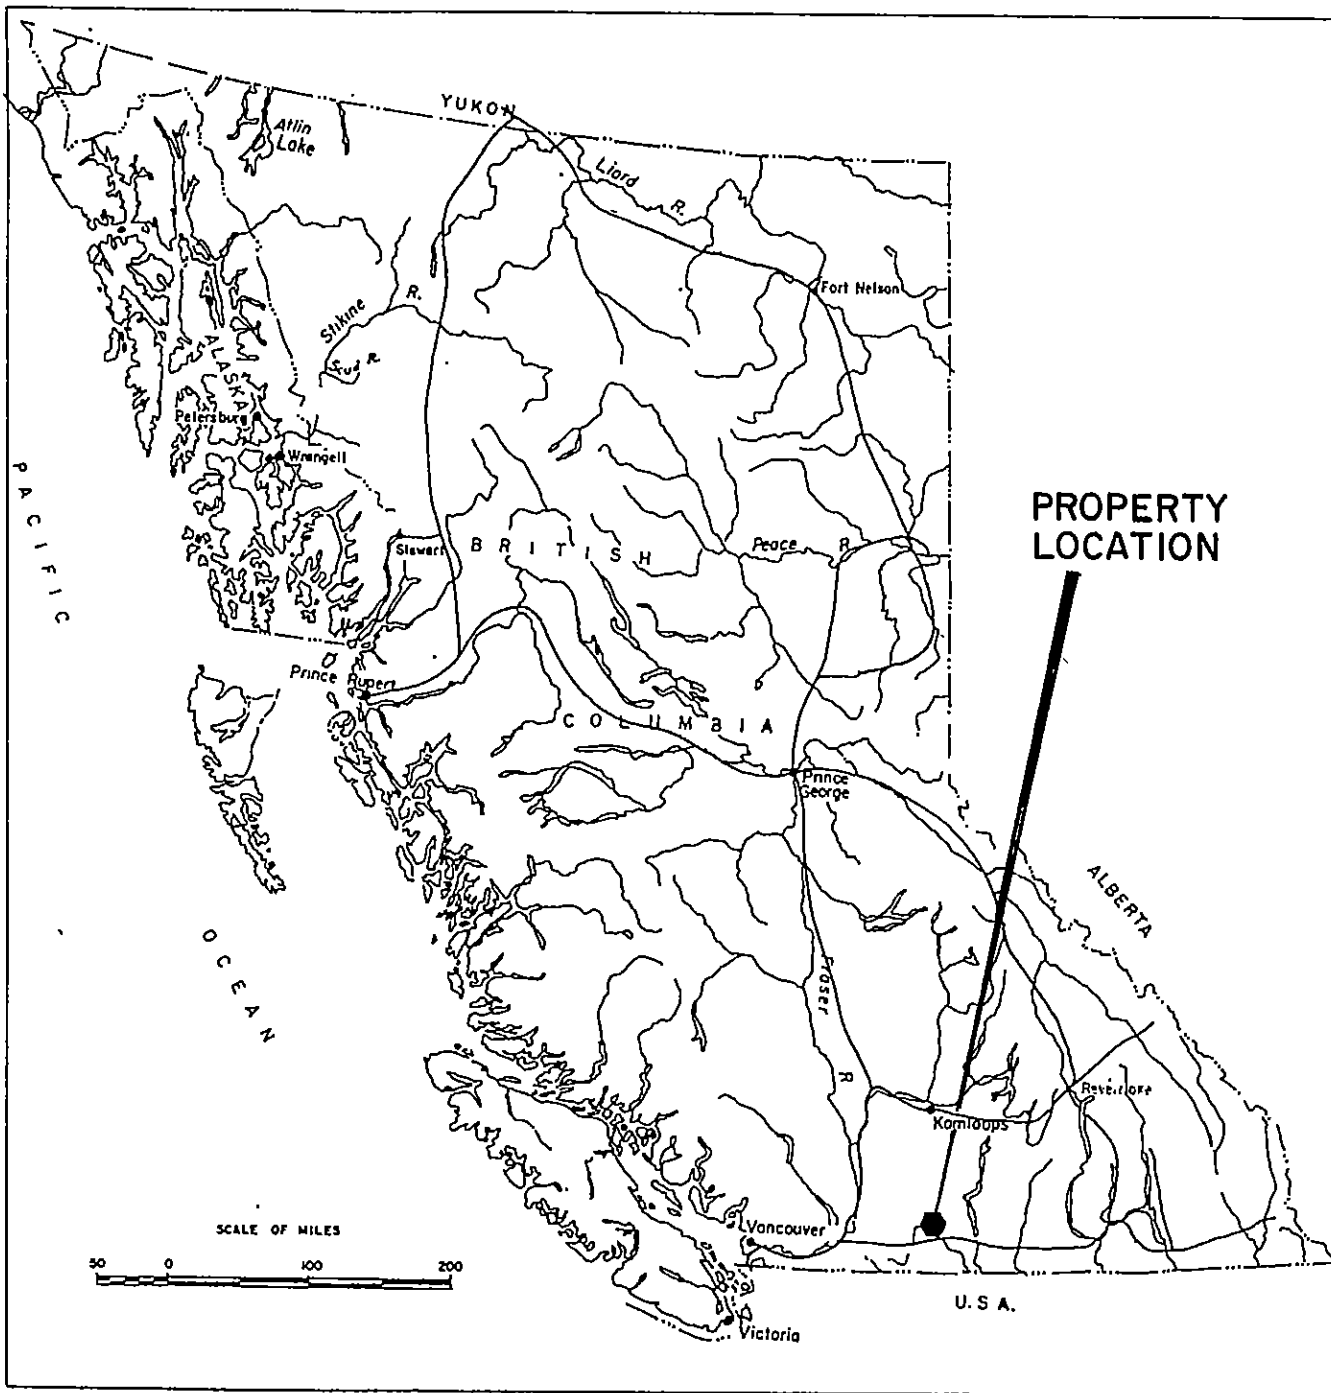 YUKON
Atlin
Lake
Liard R.
Fort Nelson
Stikine R.
Scud R.
ALASKA
Petersburg
Wrangell
PACIFIC
PROPERTY
LOCATION
Stewart
BRITISH
Peace R.
Prince Rupert
COLUMBIA
Prince
George
ALBERTA
OCEAN
Fraser R
Revelstoke
Kamloops
SCALE OF MILES
50 0 100 200
Vancouver
U.S.A.
Victoria